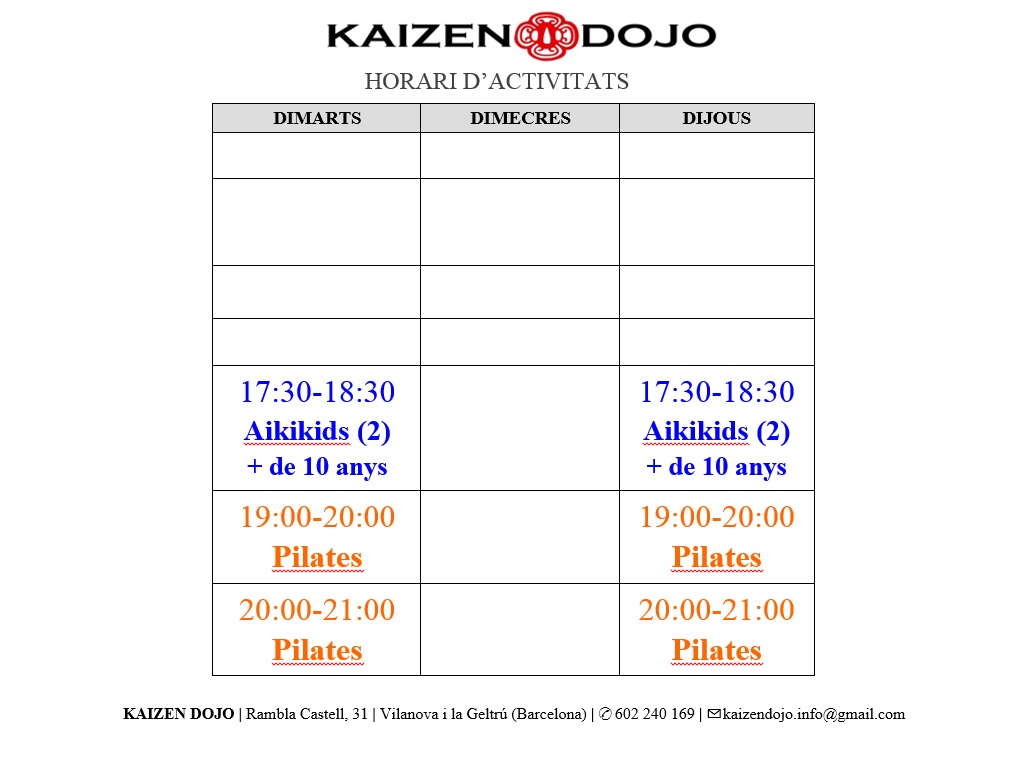 KAIZEN DOJO
HORARI D’ACTIVITATS
DIMARTS DIMECRES DIJOUS
17:30-18:30 17:30-18:30
Aikikids (2) Aikikids (2)
+ de 10 anys + de 10 anys
19:00-20:00 19:00-20:00
Pilates Pilates
20:00-21:00 20:00-21:00
Pilates Pilates
KAIZEN DOJO | Rambla Castell, 31 | Vilanova i la Geltrú (Barcelona) | ✆ 602 240 169 | ✉kaizendojo.info@gmail.com